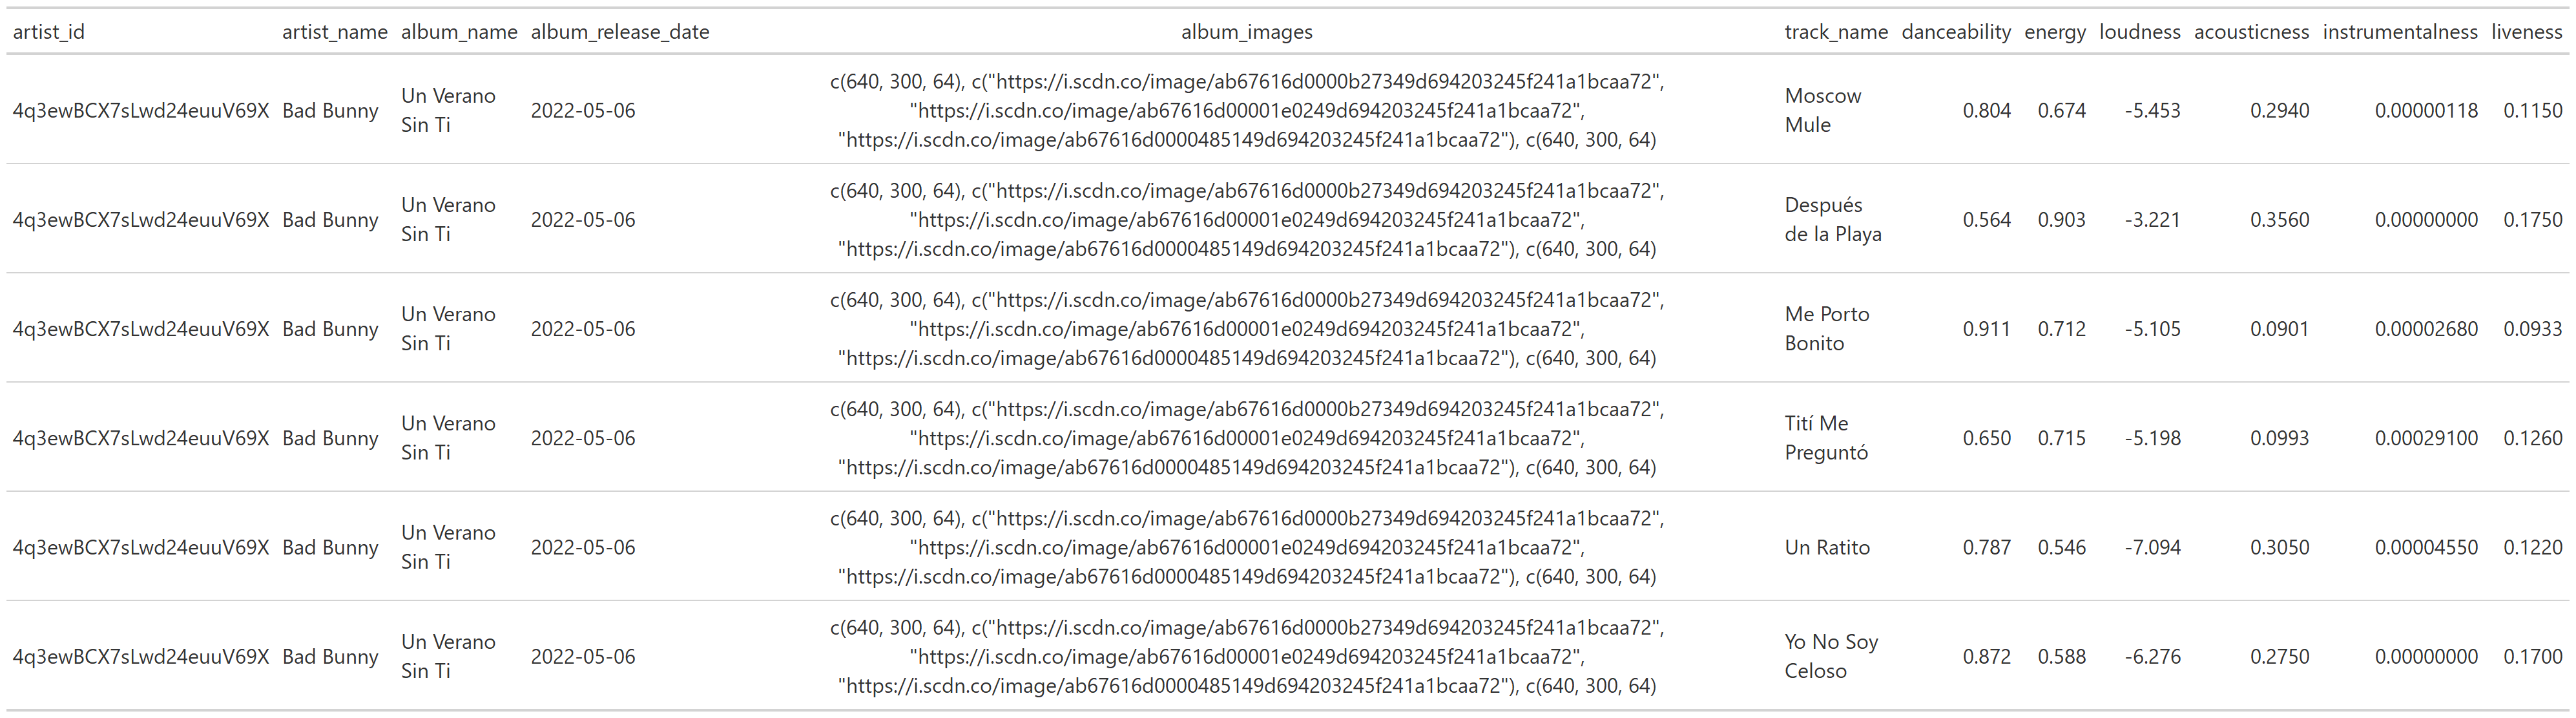 artist_id artist_name album_name album_release_date album_images track_name danceability energy loudness acousticness instrumentalness liveness
4q3ewBCX7sLwd24euuV69X Bad Bunny Un Verano Sin Ti 2022-05-06 c(640, 300, 64), c("https://i.scdn.co/image/ab67616d0000b27349d694203245f241a1bcaa72", "https://i.scdn.co/image/ab67616d00001e0249d694203245f241a1bcaa72", "https://i.scdn.co/image/ab67616d0000485149d694203245f241a1bcaa72"), c(640, 300, 64) Moscow Mule 0.804 0.674 -5.453 0.2940 0.00000118 0.1150
4q3ewBCX7sLwd24euuV69X Bad Bunny Un Verano Sin Ti 2022-05-06 c(640, 300, 64), c("https://i.scdn.co/image/ab67616d0000b27349d694203245f241a1bcaa72", "https://i.scdn.co/image/ab67616d00001e0249d694203245f241a1bcaa72", "https://i.scdn.co/image/ab67616d0000485149d694203245f241a1bcaa72"), c(640, 300, 64) Después de la Playa 0.564 0.903 -3.221 0.3560 0.00000000 0.1750
4q3ewBCX7sLwd24euuV69X Bad Bunny Un Verano Sin Ti 2022-05-06 c(640, 300, 64), c("https://i.scdn.co/image/ab67616d0000b27349d694203245f241a1bcaa72", "https://i.scdn.co/image/ab67616d00001e0249d694203245f241a1bcaa72", "https://i.scdn.co/image/ab67616d0000485149d694203245f241a1bcaa72"), c(640, 300, 64) Me Porto Bonito 0.911 0.712 -5.105 0.0901 0.00002680 0.0933
4q3ewBCX7sLwd24euuV69X Bad Bunny Un Verano Sin Ti 2022-05-06 c(640, 300, 64), c("https://i.scdn.co/image/ab67616d0000b27349d694203245f241a1bcaa72", "https://i.scdn.co/image/ab67616d00001e0249d694203245f241a1bcaa72", "https://i.scdn.co/image/ab67616d0000485149d694203245f241a1bcaa72"), c(640, 300, 64) Tití Me Preguntó 0.650 0.715 -5.198 0.0993 0.00029100 0.1260
4q3ewBCX7sLwd24euuV69X Bad Bunny Un Verano Sin Ti 2022-05-06 c(640, 300, 64), c("https://i.scdn.co/image/ab67616d0000b27349d694203245f241a1bcaa72", "https://i.scdn.co/image/ab67616d00001e0249d694203245f241a1bcaa72", "https://i.scdn.co/image/ab67616d0000485149d694203245f241a1bcaa72"), c(640, 300, 64) Un Ratito 0.787 0.546 -7.094 0.3050 0.00004550 0.1220
4q3ewBCX7sLwd24euuV69X Bad Bunny Un Verano Sin Ti 2022-05-06 c(640, 300, 64), c("https://i.scdn.co/image/ab67616d0000b27349d694203245f241a1bcaa72", "https://i.scdn.co/image/ab67616d00001e0249d694203245f241a1bcaa72", "https://i.scdn.co/image/ab67616d0000485149d694203245f241a1bcaa72"), c(640, 300, 64) Yo No Soy Celoso 0.872 0.588 -6.276 0.2750 0.00000000 0.1700